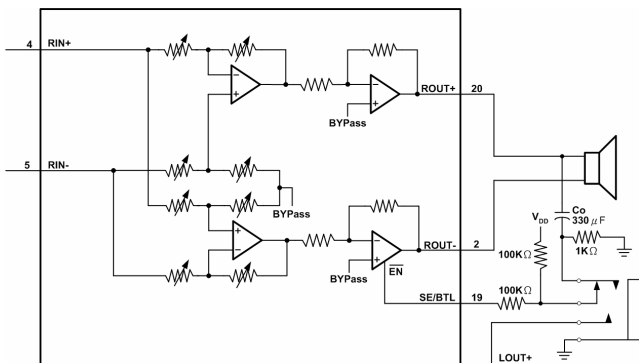 4 RIN+
ROUT+ 20
BYPass
5 RIN-
BYPass
Co
330 μF
VDD
1KΩ
ROUT- 2
100KΩ
BYPass
EN
100KΩ
SE/BTL 19
LOUT+